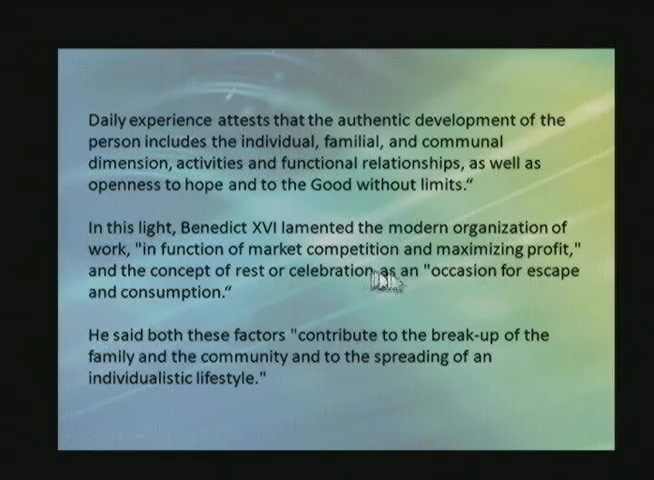 Daily experience attests that the authentic development of the
person includes the individual, familial, and communal
dimension, activities and functional relationships, as well as
openness to hope and to the Good without limits.“
In this light, Benedict XVI lamented the modern organization of
work, "in function of market competition and maximizing profit,"
and the concept of rest or celebration as an "occasion for escape
and consumption.“
He said both these factors "contribute to the break-up of the
family and the community and to the spreading of an
individualistic lifestyle."